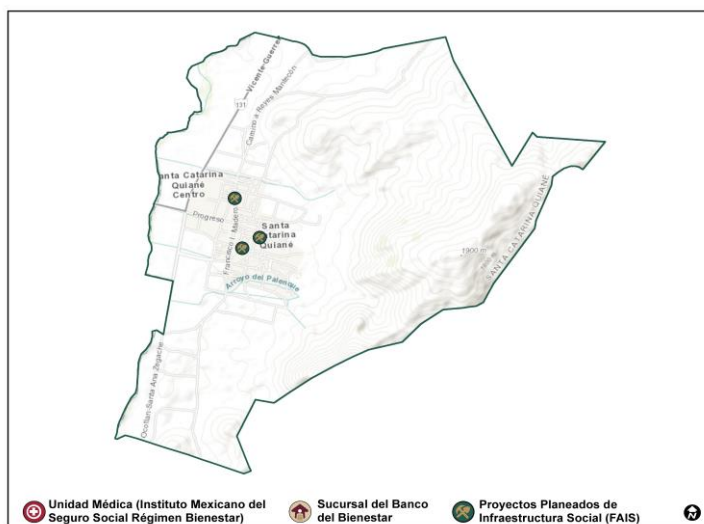 Vicente Guerrero
131
Camino a Reyes Mantecón
Santa Catarina
Quiané
Centro
Progreso
Francisco I. Madero
Santa
Catarina
Quiané
Arroyo del Palenque
1900 m
SANTA CATARINA QUIANÉ
Ocotlán-Santa Ana Zegache
Unidad Médica (Instituto Mexicano del
Seguro Social Régimen Bienestar)
Sucursal del Banco
del Bienestar
Proyectos Planeados de
Infraestructura Social (FAIS)
N